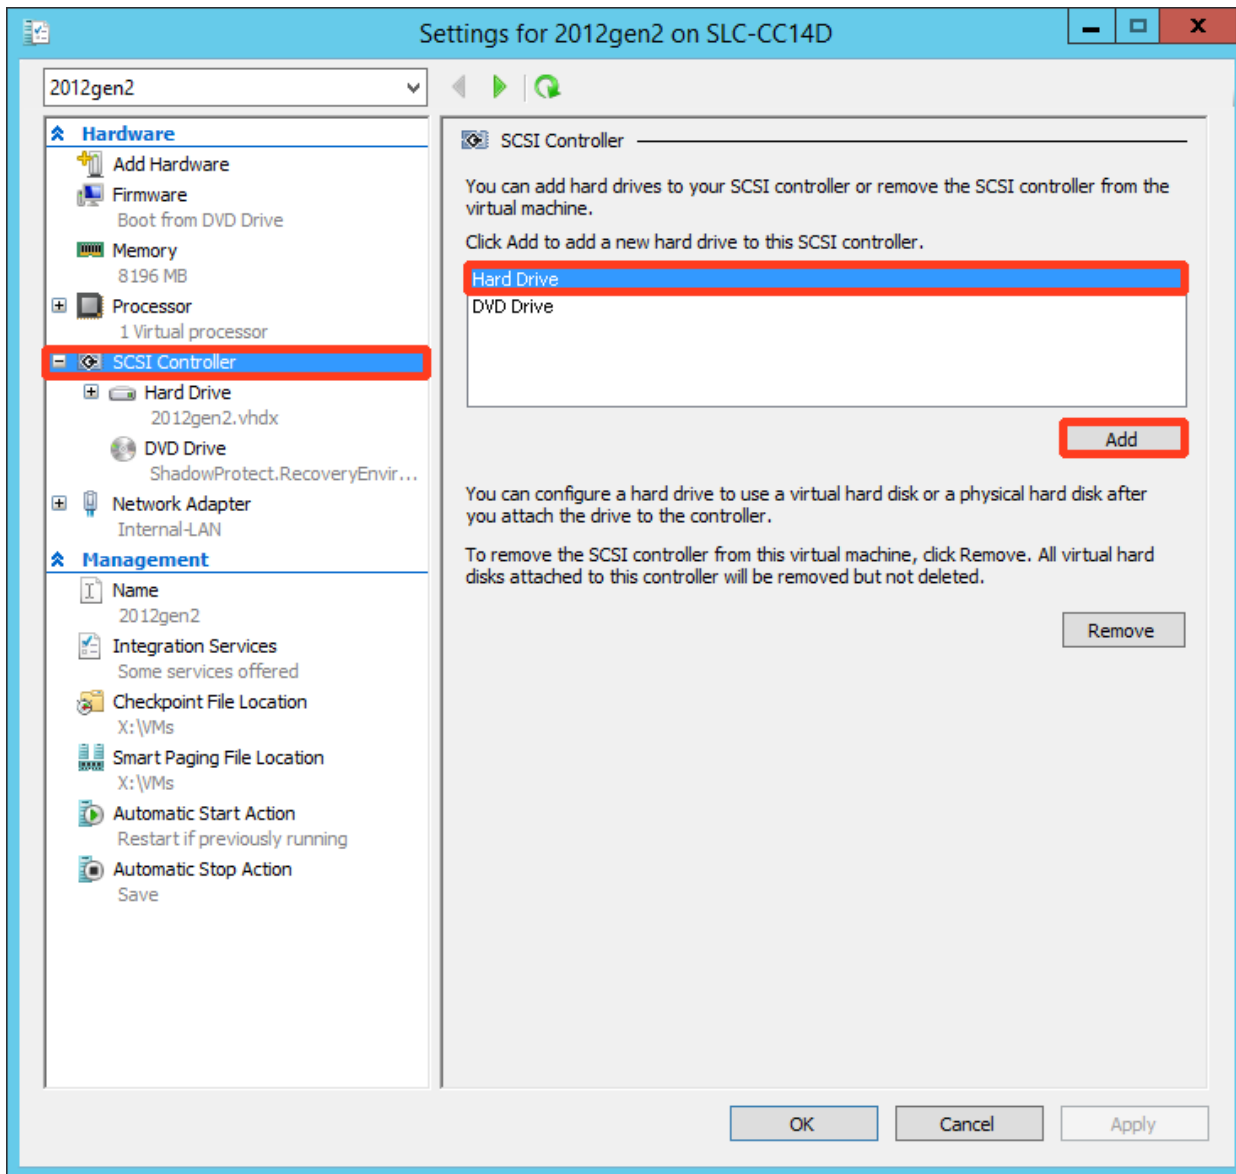 Settings for 2012gen2 on SLC-CC14D
2012gen2
Hardware
Add Hardware
Firmware
Boot from DVD Drive
Memory
8196 MB
Processor
1 Virtual processor
SCSI Controller
Hard Drive
2012gen2.vhdx
DVD Drive
ShadowProtect.RecoveryEnvir...
Network Adapter
Internal-LAN
Management
Name
2012gen2
Integration Services
Some services offered
Checkpoint File Location
X:\VMs
Smart Paging File Location
X:\VMs
Automatic Start Action
Restart if previously running
Automatic Stop Action
Save
SCSI Controller
You can add hard drives to your SCSI controller or remove the SCSI controller from the
virtual machine.
Click Add to add a new hard drive to this SCSI controller.
Hard Drive
DVD Drive
Add
You can configure a hard drive to use a virtual hard disk or a physical hard disk after
you attach the drive to the controller.
To remove the SCSI controller from this virtual machine, click Remove. All virtual hard
disks attached to this controller will be removed but not deleted.
Remove
OK
Cancel
Apply